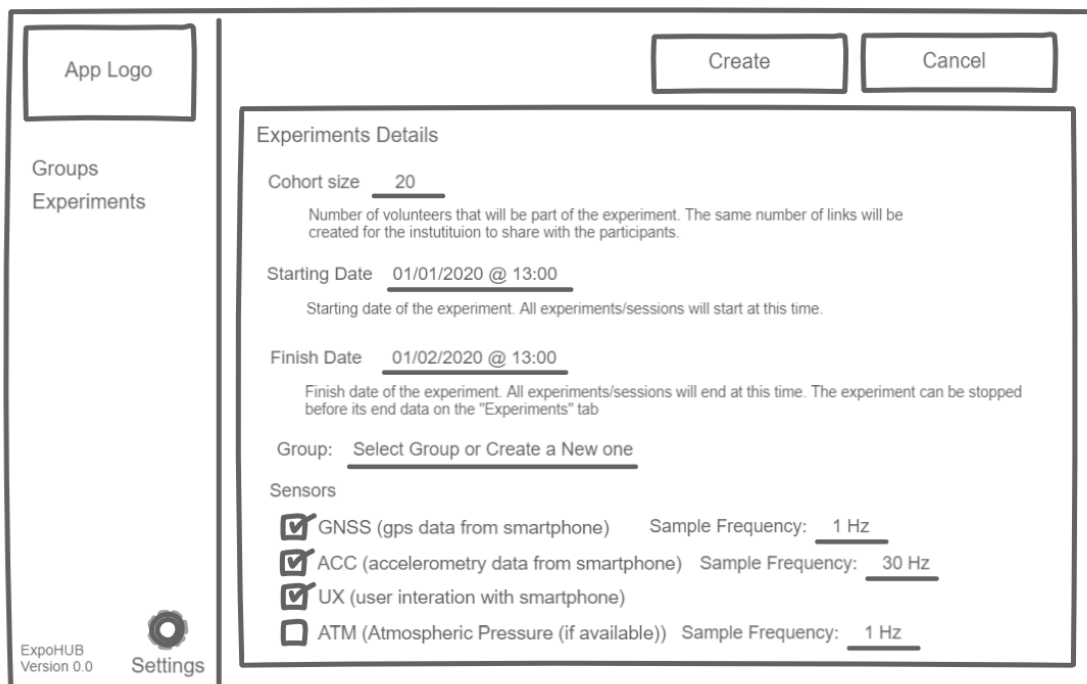 App Logo
Groups
Experiments
ExpoHUB
Version 0.0
Settings
Create
Cancel
Experiments Details
Cohort size 20
Number of volunteers that will be part of the experiment. The same number of links will be
created for the instutituion to share with the participants.
Starting Date 01/01/2020 @ 13:00
Starting date of the experiment. All experiments/sessions will start at this time.
Finish Date 01/02/2020 @ 13:00
Finish date of the experiment. All experiments/sessions will end at this time. The experiment can be stopped
before its end data on the "Experiments" tab
Group: Select Group or Create a New one
Sensors
GNSS (gps data from smartphone) Sample Frequency: 1 Hz
ACC (accelerometry data from smartphone) Sample Frequency: 30 Hz
UX (user interation with smartphone)
ATM (Atmospheric Pressure (if available)) Sample Frequency: 1 Hz